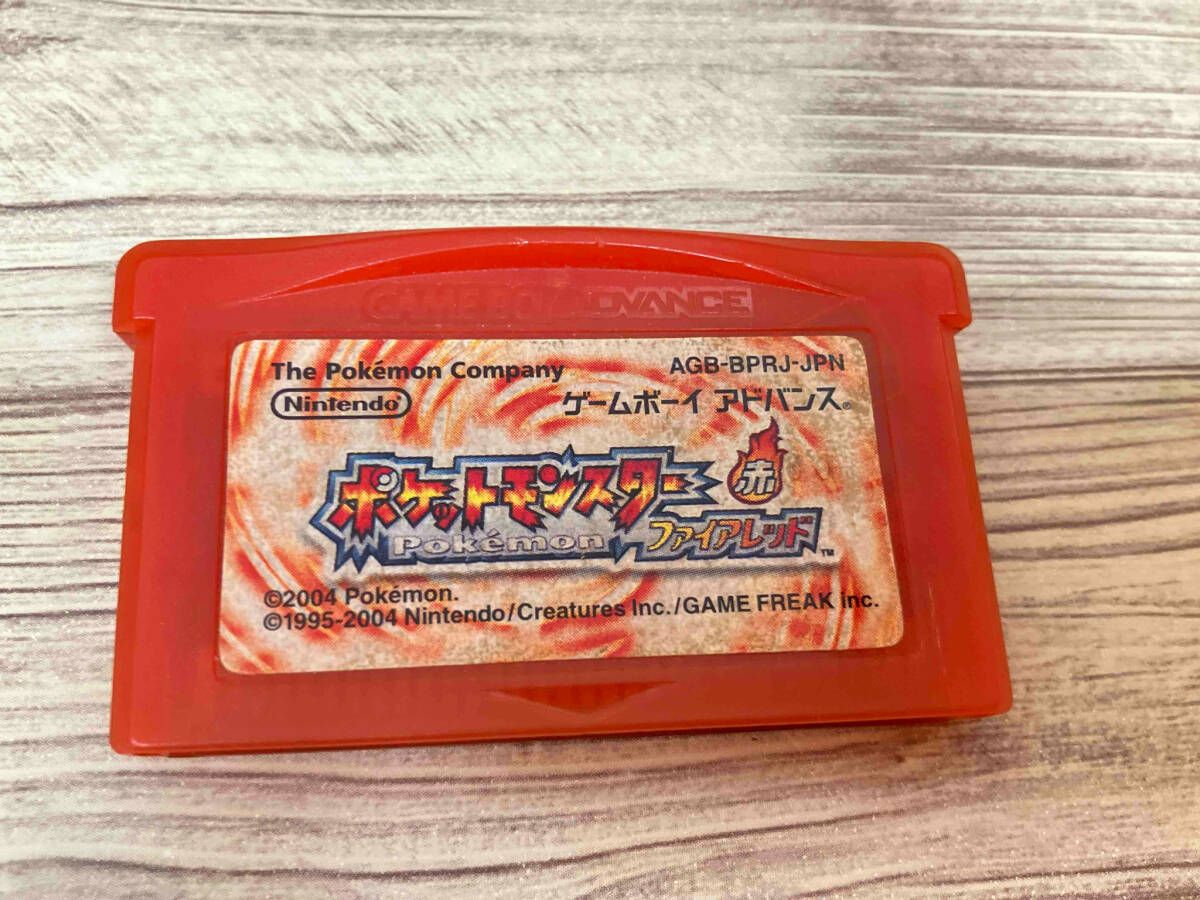 GAME BOY ADVANCE
The Pokémon Company AGB-BPRJ-JPN
Nintendo ゲームボーイ アドバンス®
ポケットモンスター 赤
Pokémon ファイアレッド™
©2004 Pokémon.
©1995-2004 Nintendo/Creatures Inc./GAME FREAK inc.